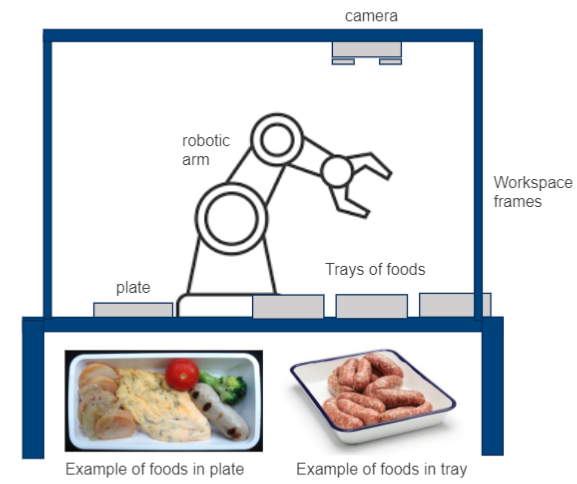 camera
robotic
arm
Workspace
frames
Trays of foods
plate
Example of foods in plate
Example of foods in tray